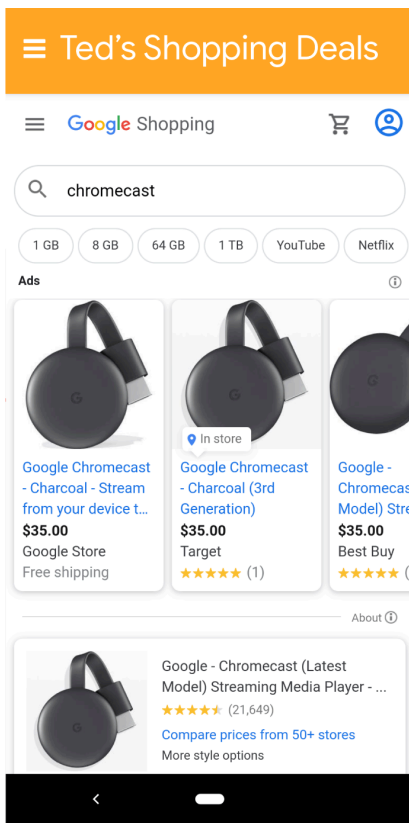 Ted's Shopping Deals
Google Shopping
chromecast
1 GB
8 GB
64 GB
1 TB
YouTube
Netflix
Ads
G
G
G
In store
Google Chromecast
- Charcoal - Stream
from your device t...
$35.00
Google Store
Free shipping
Google Chromecast
- Charcoal (3rd
Generation)
$35.00
Target
(1)
Google -
Chromecas
Model) Stre
$35.00
Best Buy
(
About
G
Google - Chromecast (Latest
Model) Streaming Media Player - ...
(21,649)
Compare prices from 50+ stores
More style options